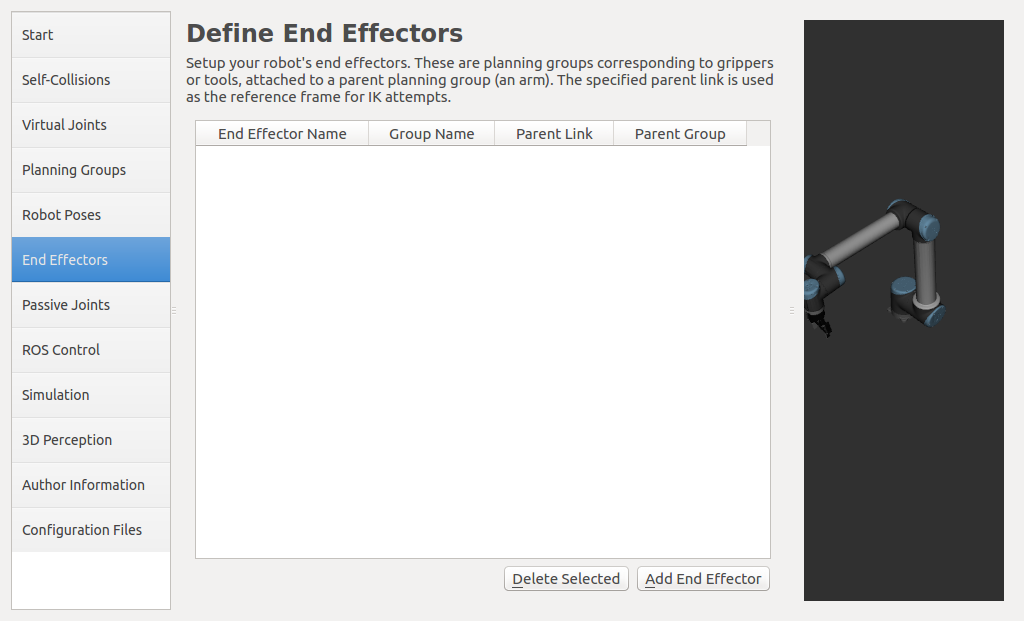 Start
Self-Collisions
Virtual Joints
Planning Groups
Robot Poses
End Effectors
Passive Joints
ROS Control
Simulation
3D Perception
Author Information
Configuration Files
Define End Effectors
Setup your robot's end effectors. These are planning groups corresponding to grippers
or tools, attached to a parent planning group (an arm). The specified parent link is used
as the reference frame for IK attempts.
End Effector Name Group Name Parent Link Parent Group
Delete Selected Add End Effector